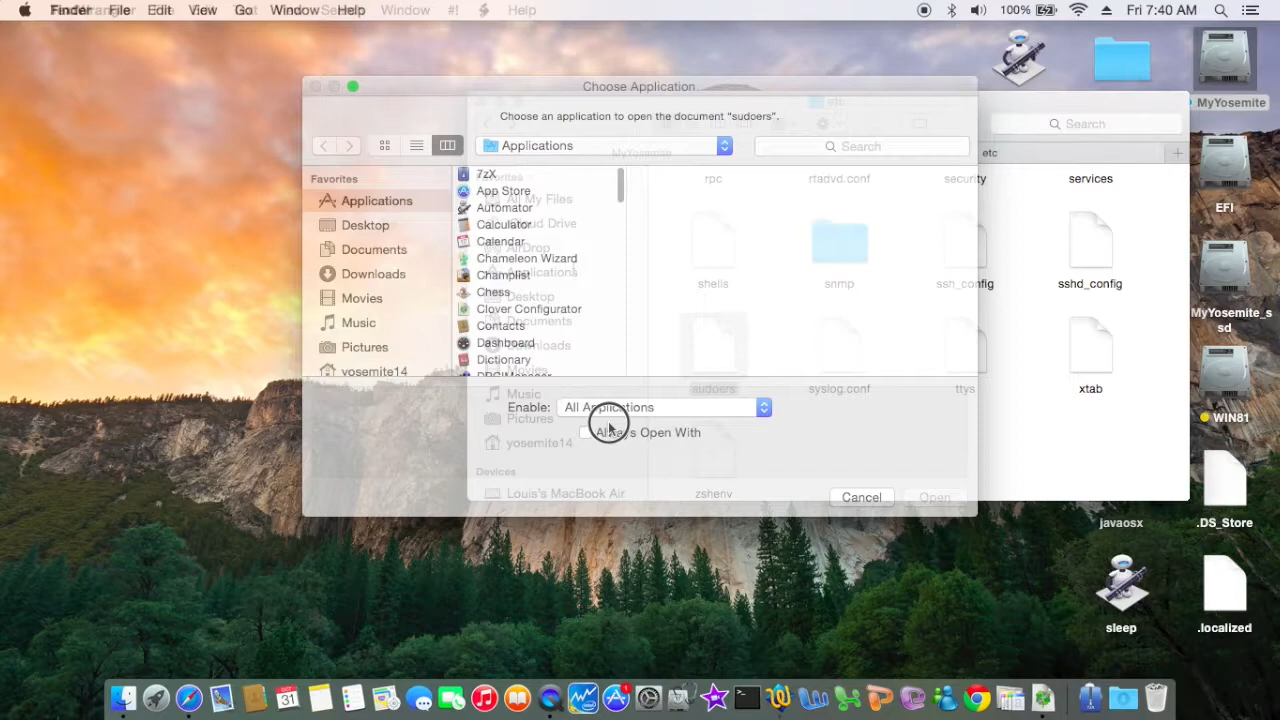 Finder File Edit View Go Window Help Window #! Help 100% Fri 7:40 AM
MyYosemite
EFI
MyYosemite_s
sd
WIN81
javaosx
.DS_Store
sleep
.localized
Choose Application
Choose an application to open the document “sudoers”.
Applications
Search
Favorites
Applications
Desktop
Documents
Downloads
Movies
Music
Pictures
yosemite14
7zX
App Store
Automator
Calculator
Calendar
Chameleon Wizard
Champlist
Chess
Clover Configurator
Contacts
Dashboard
Dictionary
Enable: All Applications
Always Open With
Cancel
Open
etc
Search
MyYosemite
etc
Favorites
All My Files
iCloud Drive
AirDrop
Applications
Desktop
Documents
Downloads
Movies
Music
Pictures
yosemite14
Devices
Louis's MacBook Air
rpc
rtadvd.conf
security
services
shells
snmp
ssh_config
sshd_config
sudoers
syslog.conf
ttys
xtab
zshenv
OCT
31